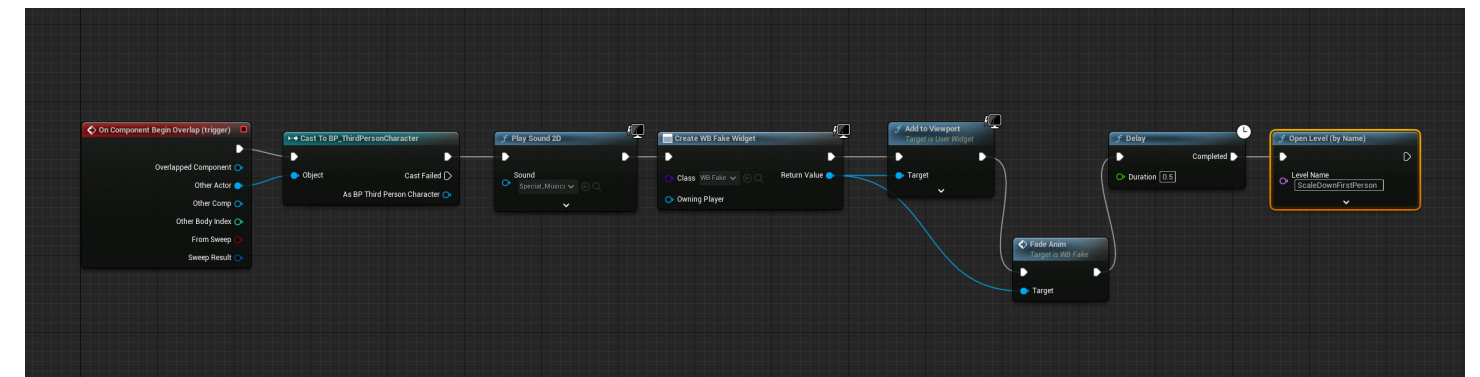 On Component Begin Overlap (trigger)
Overlapped Component
Other Actor
Other Comp
Other Body Index
From Sweep
Sweep Result
Cast To BP_ThirdPersonCharacter
Object
Cast Failed
As BP Third Person Character
f Play Sound 2D
Sound
Special_Musics
Create WB Fake Widget
Class
WB Fake
Return Value
Owning Player
f Add to Viewport
Target is User Widget
Target
Fade Anim
Target is WB Fake
Target
f Delay
Completed
Duration
0.5
f Open Level (by Name)
Level Name
ScaleDownFirstPerson